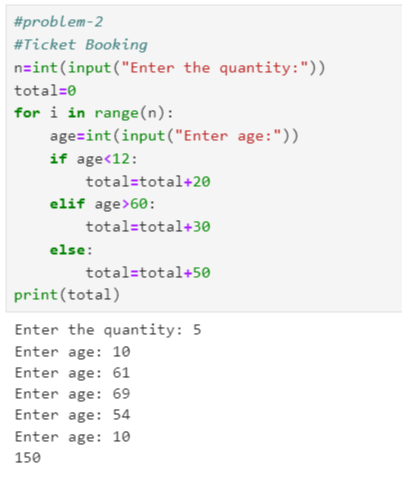 #problem-2
#Ticket Booking
n=int(input("Enter the quantity:"))
total=0
for i in range(n):
    age=int(input("Enter age:"))
    if age<12:
        total=total+20
    elif age>60:
        total=total+30
    else:
        total=total+50
print(total)
Enter the quantity: 5
Enter age: 10
Enter age: 61
Enter age: 69
Enter age: 54
Enter age: 10
150